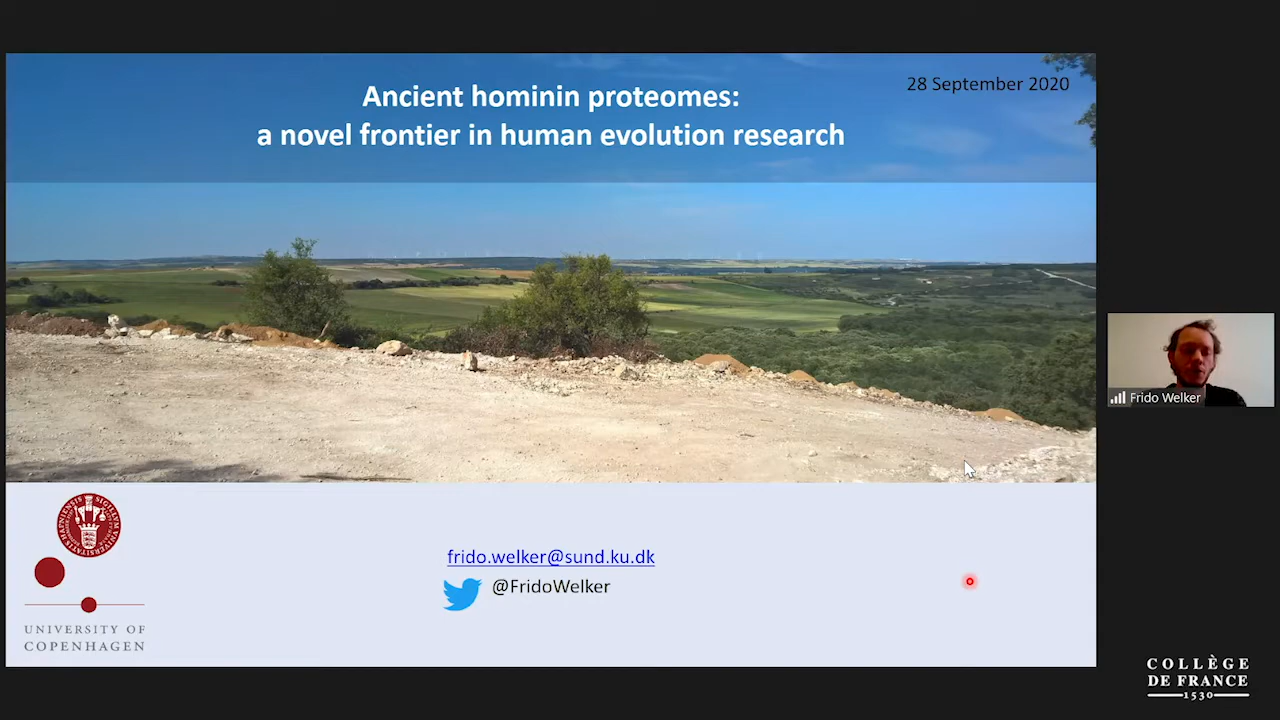 28 September 2020
Ancient hominin proteomes:
a novel frontier in human evolution research
Frido Welker
frido.welker@sund.ku.dk
@FridoWelker
UNIVERSITY OF
COPENHAGEN
COLLÈGE
DE FRANCE
1530